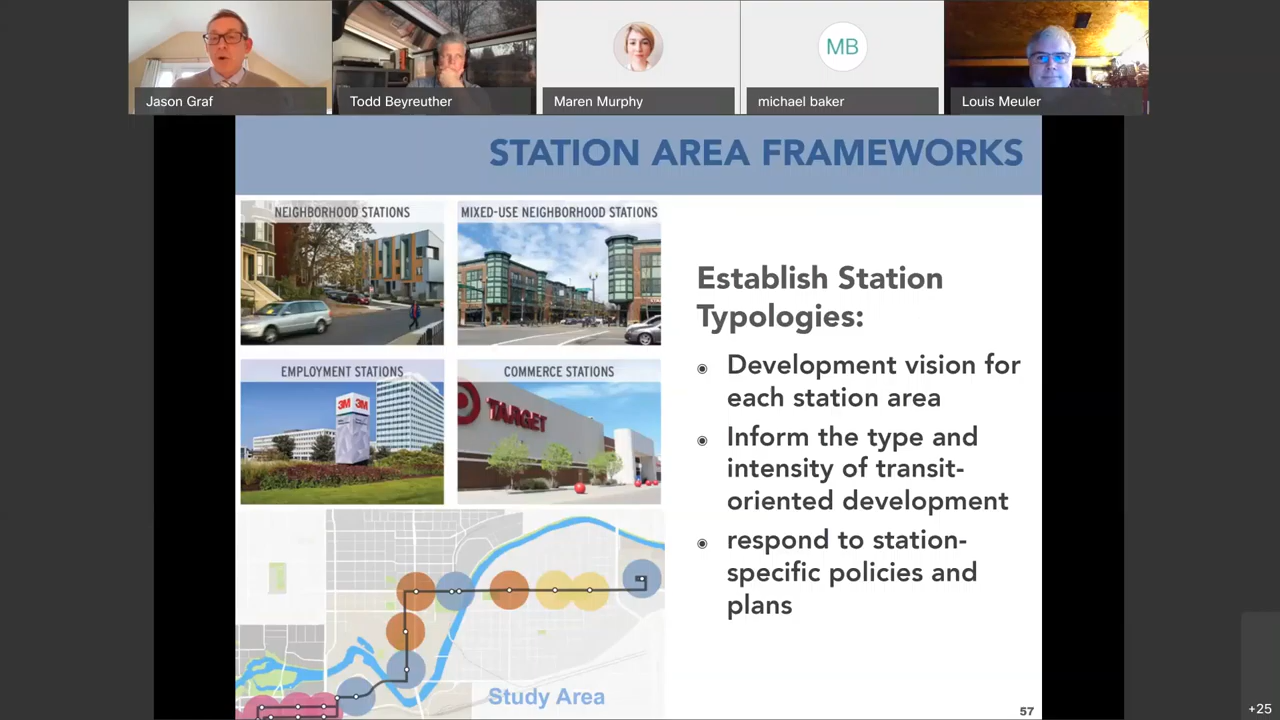 Jason Graf
Todd Beyreuther
Maren Murphy
MB
michael baker
Louis Meuler
STATION AREA FRAMEWORKS
NEIGHBORHOOD STATIONS
MIXED-USE NEIGHBORHOOD STATIONS
EMPLOYMENT STATIONS
3M 3M
COMMERCE STATIONS
TARGET
Establish Station
Typologies:
Development vision for
each station area
Inform the type and
intensity of transit-
oriented development
respond to station-
specific policies and
plans
Study Area
57
+25